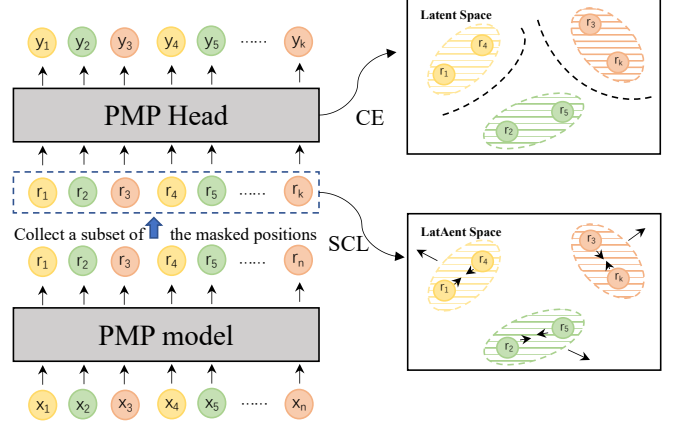 y1 y2 y3 y4 y5 ...... yk
PMP Head
r1 r2 r3 r4 r5 ...... rk
Collect a subset of the masked positions
r1 r2 r3 r4 r5 ...... rn
PMP model
x1 x2 x3 x4 x5 ...... xn
CE
SCL
Latent Space
r1 r4 r3 rk
r2 r5
LatAent Space
r1 r4 r3 rk
r2 r5